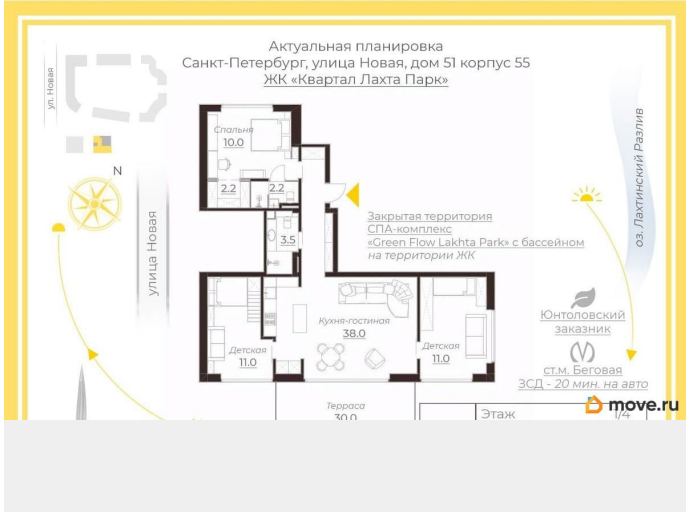 Актуальная планировка
Санкт-Петербург, улица Новая, дом 51 корпус 55
ЖК «Квартал Лахта Парк»
ул. Новая
N
улица Новая
Спальня
10.0
2.2
2.2
3.5
Закрытая территория
СПА-комплекс
«Green Flow Lakhta Park» с бассейном
на территории ЖК
оз. Лахтинский Разлив
Кухня-гостиная
38.0
Детская
11.0
Детская
11.0
Юнтоловский
заказник
ст.м. Беговая
ЗСД - 20 мин. на авто
Терраса
30.0
Этаж 1/4
move.ru